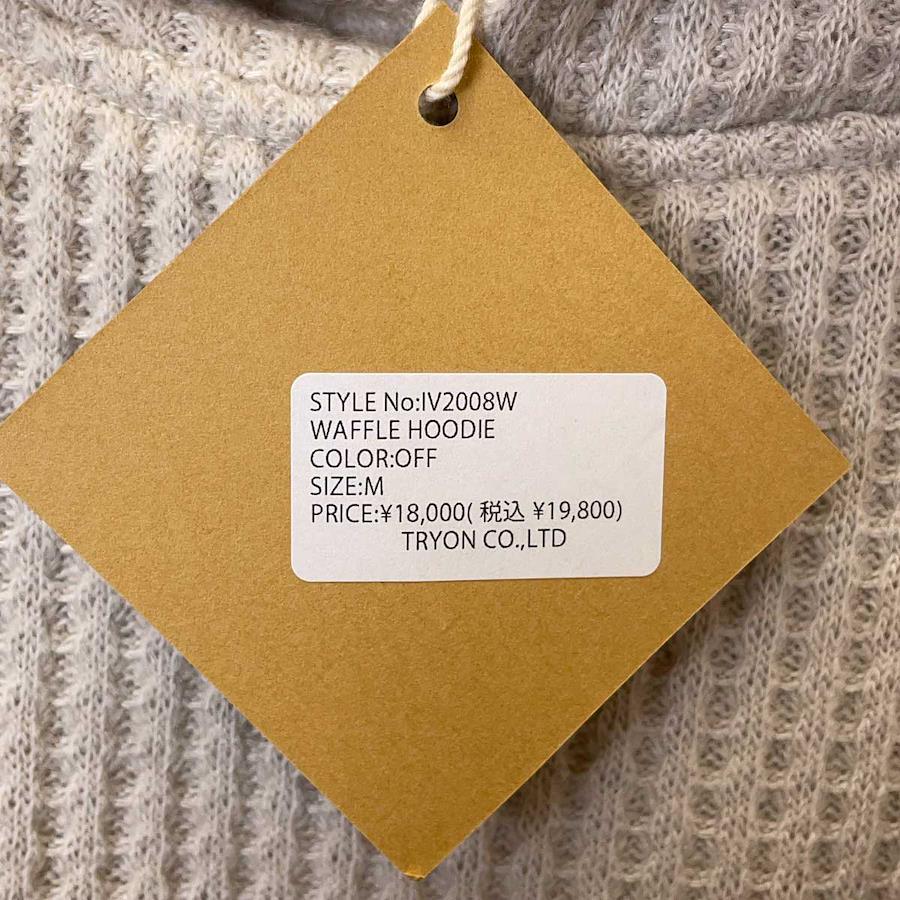 STYLE No:IV2008W
WAFFLE HOODIE
COLOR:OFF
SIZE:M
PRICE:¥18,000( 税込 ¥19,800)
TRYON CO.,LTD